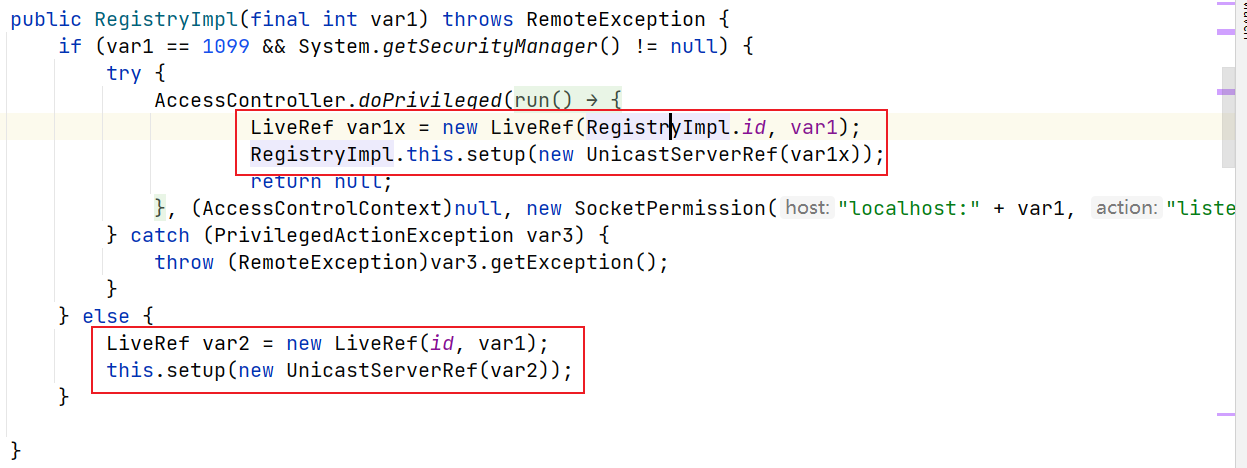 public RegistryImpl(final int var1) throws RemoteException {
if (var1 == 1099 && System.getSecurityManager() != null) {
try {
AccessController.doPrivileged(run() → {
LiveRef var1x = new LiveRef(RegistryImpl.id, var1);
RegistryImpl.this.setup(new UnicastServerRef(var1x));
return null;
}, (AccessControlContext)null, new SocketPermission( host: "localhost:" + var1, action: "liste
} catch (PrivilegedActionException var3) {
throw (RemoteException)var3.getException();
}
} else {
LiveRef var2 = new LiveRef(id, var1);
this.setup(new UnicastServerRef(var2));
}
}